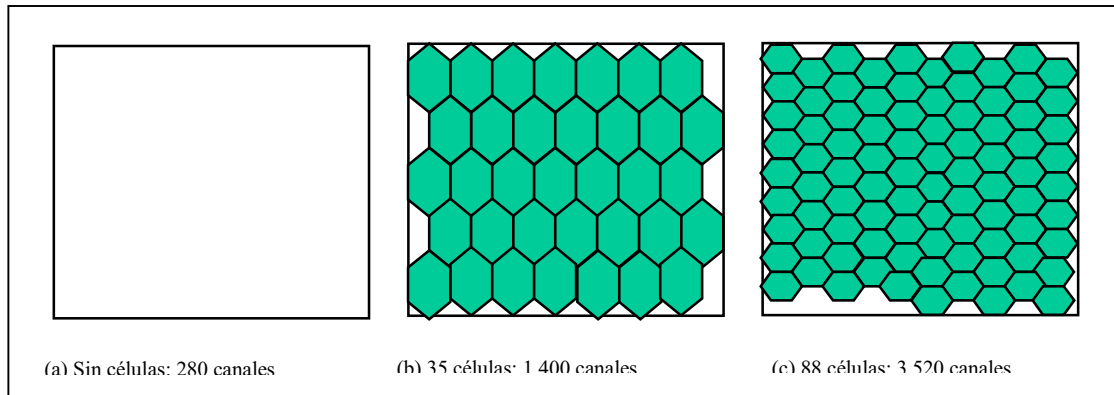 (a) Sin células: 280 canales
(b) 35 células: 1 400 canales
(c) 88 células: 3 520 canales